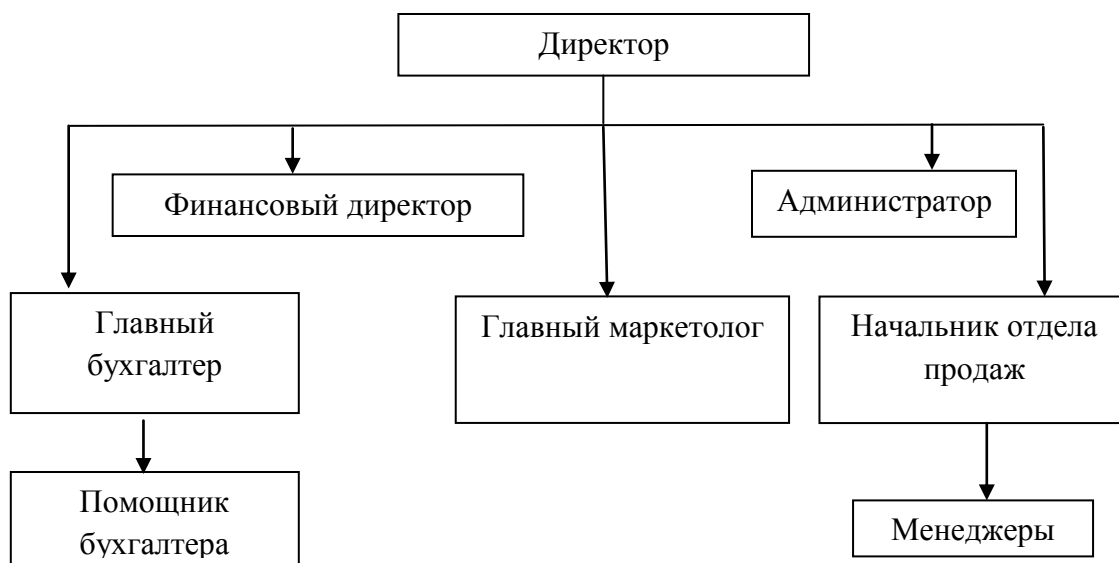 Директор
Финансовый директор
Администратор
Главный
бухгалтер
Главный маркетолог
Начальник отдела
продаж
Помощник
бухгалтера
Менеджеры